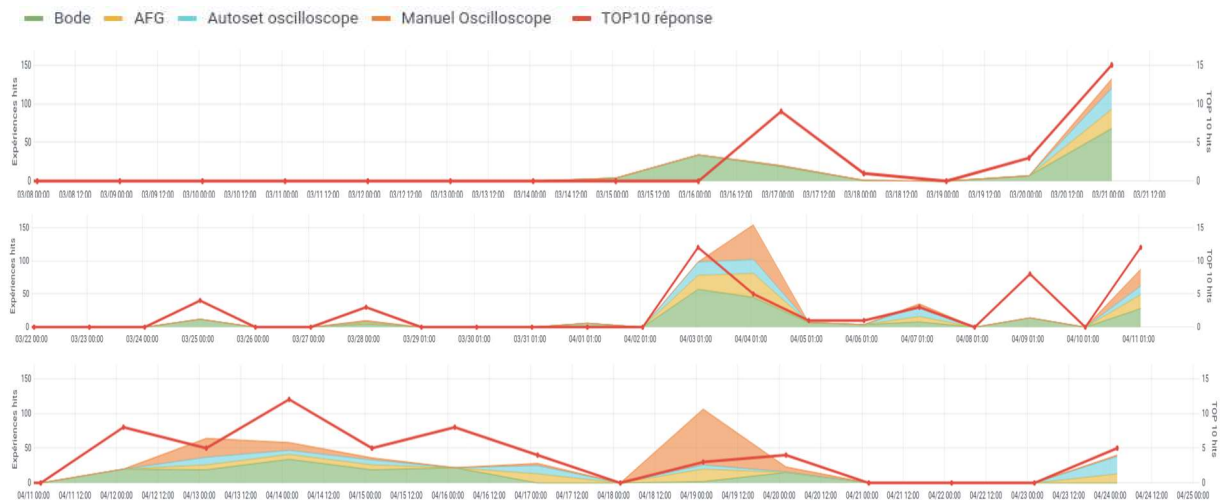 Bode AFG Autoset oscilloscope Manuel Oscilloscope TOP10 réponse
Expériences hits
150
100
50
0
15
10
5
0
TOP 10 hits
03/08 00:00 03/08 12:00 03/09 00:00 03/09 12:00 03/10 00:00 03/10 12:00 03/11 00:00 03/11 12:00 03/12 00:00 03/12 12:00 03/13 00:00 03/13 12:00 03/14 00:00 03/14 12:00 03/15 00:00 03/15 12:00 03/16 00:00 03/16 12:00 03/17 00:00 03/17 12:00 03/18 00:00 03/18 12:00 03/19 00:00 03/19 12:00 03/20 00:00 03/20 12:00 03/21 00:00 03/21 12:00
Expériences hits
150
100
50
0
15
10
5
0
TOP 10 hits
03/22 00:00 03/23 00:00 03/24 00:00 03/25 00:00 03/26 00:00 03/27 00:00 03/28 00:00 03/29 01:00 03/30 01:00 03/31 01:00 04/01 01:00 04/02 01:00 04/03 01:00 04/04 01:00 04/05 01:00 04/06 01:00 04/07 01:00 04/08 01:00 04/09 01:00 04/10 01:00 04/11 01:00
Expériences hits
150
100
50
0
15
10
5
0
TOP 10 hits
04/11 00:00 04/11 12:00 04/12 00:00 04/12 12:00 04/13 00:00 04/13 12:00 04/14 00:00 04/14 12:00 04/15 00:00 04/15 12:00 04/16 00:00 04/16 12:00 04/17 00:00 04/17 12:00 04/18 00:00 04/18 12:00 04/19 00:00 04/19 12:00 04/20 00:00 04/20 12:00 04/21 00:00 04/21 12:00 04/22 00:00 04/22 12:00 04/23 00:00 04/23 12:00 04/24 00:00 04/24 12:00 04/25 00:00